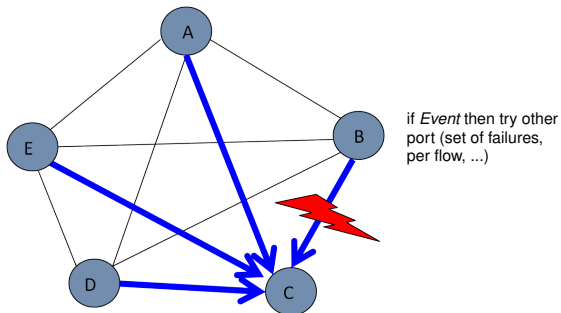 A
E
B
if Event then try other
port (set of failures,
per flow, ...)
D
C